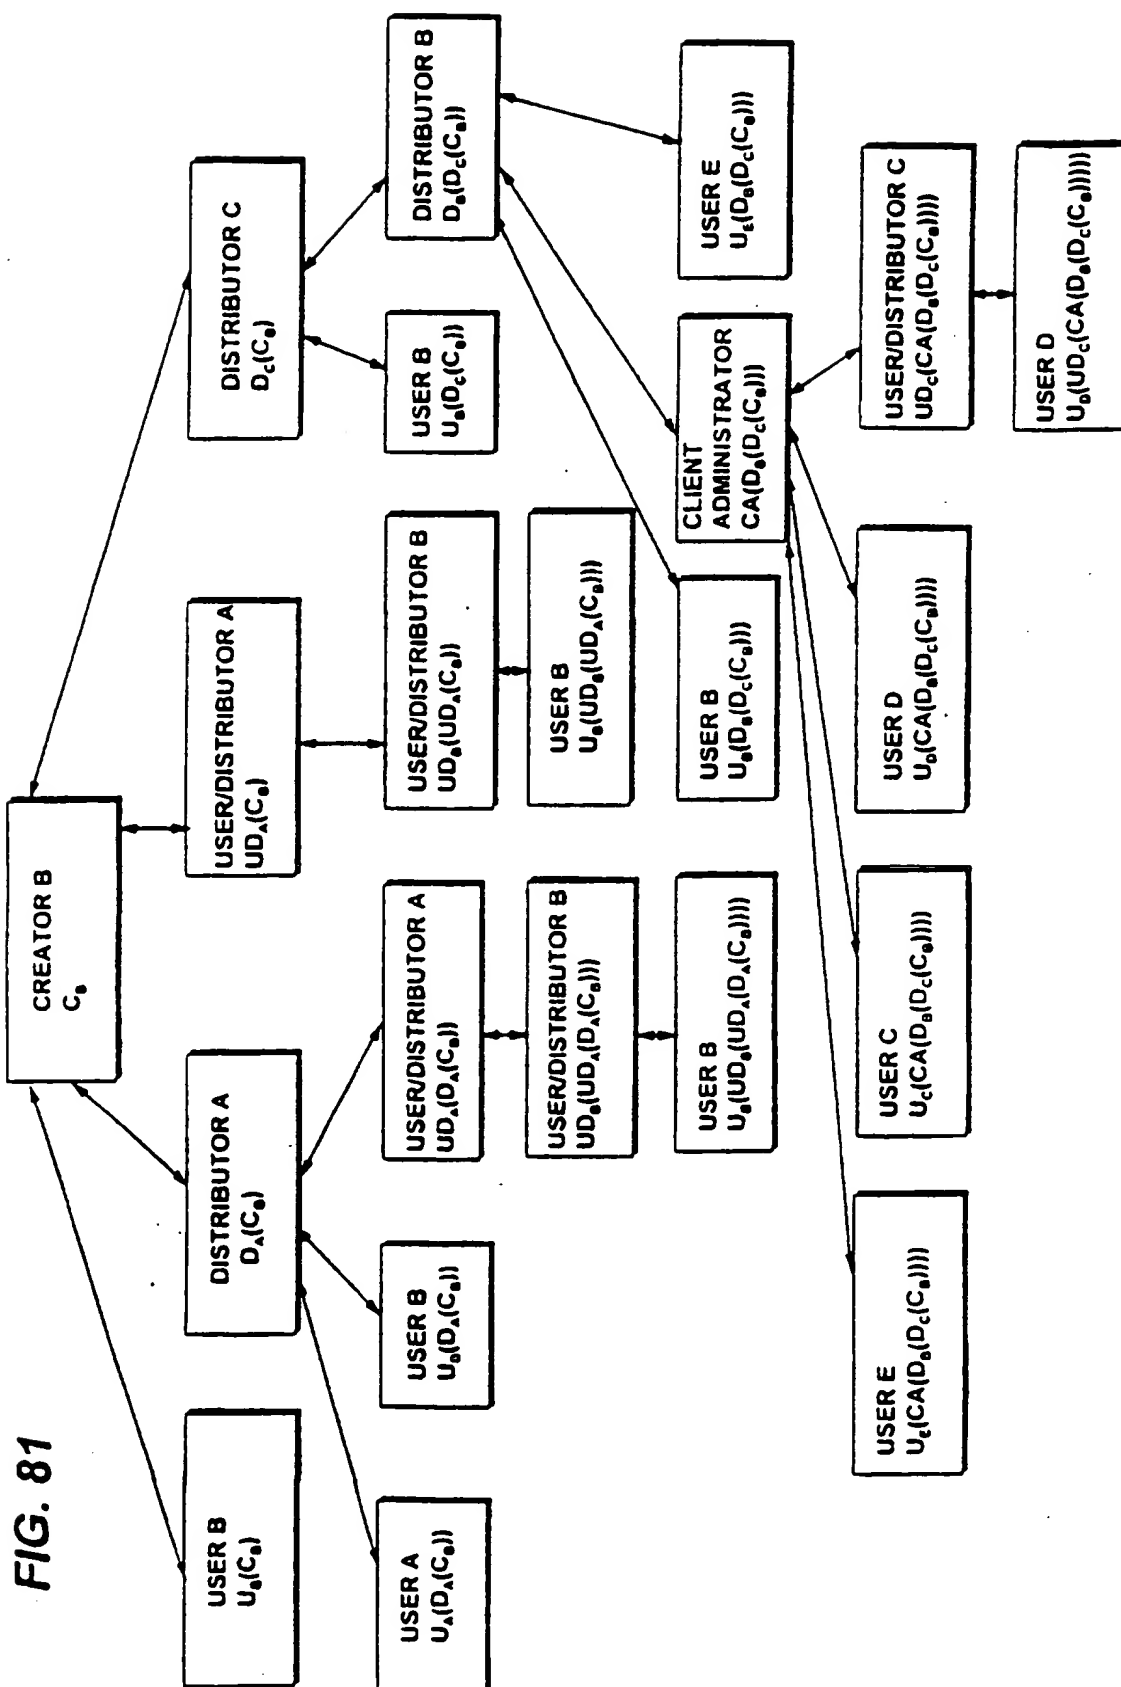 FIG. 81
CREATOR B
C_B
USER B
U_B(C_B)
DISTRIBUTOR A
D_A(C_B)
USER/DISTRIBUTOR A
UD_A(C_B)
DISTRIBUTOR C
D_C(C_B)
USER A
U_A(D_A(C_B))
USER B
U_B(D_A(C_B))
USER/DISTRIBUTOR A
UD_A(D_A(C_B))
USER/DISTRIBUTOR B
UD_B(UD_A(C_B))
USER B
U_B(D_C(C_B))
DISTRIBUTOR B
D_B(D_C(C_B))
USER/DISTRIBUTOR B
UD_B(UD_A(D_A(C_B)))
USER B
U_B(UD_B(UD_A(C_B)))
USER B
U_B(UD_B(UD_A(D_A(C_B))))
USER B
U_B(D_B(D_C(C_B)))
CLIENT
ADMINISTRATOR
CA(D_B(D_C(C_B)))
USER E
U_E(D_B(D_C(C_B)))
USER E
U_E(CA(D_B(D_C(C_B))))
USER C
U_C(CA(D_B(D_C(C_B))))
USER D
U_D(CA(D_B(D_C(C_B))))
USER/DISTRIBUTOR C
UD_C(CA(D_B(D_C(C_B))))
USER D
U_D(UD_C(CA(D_B(D_C(C_B)))))